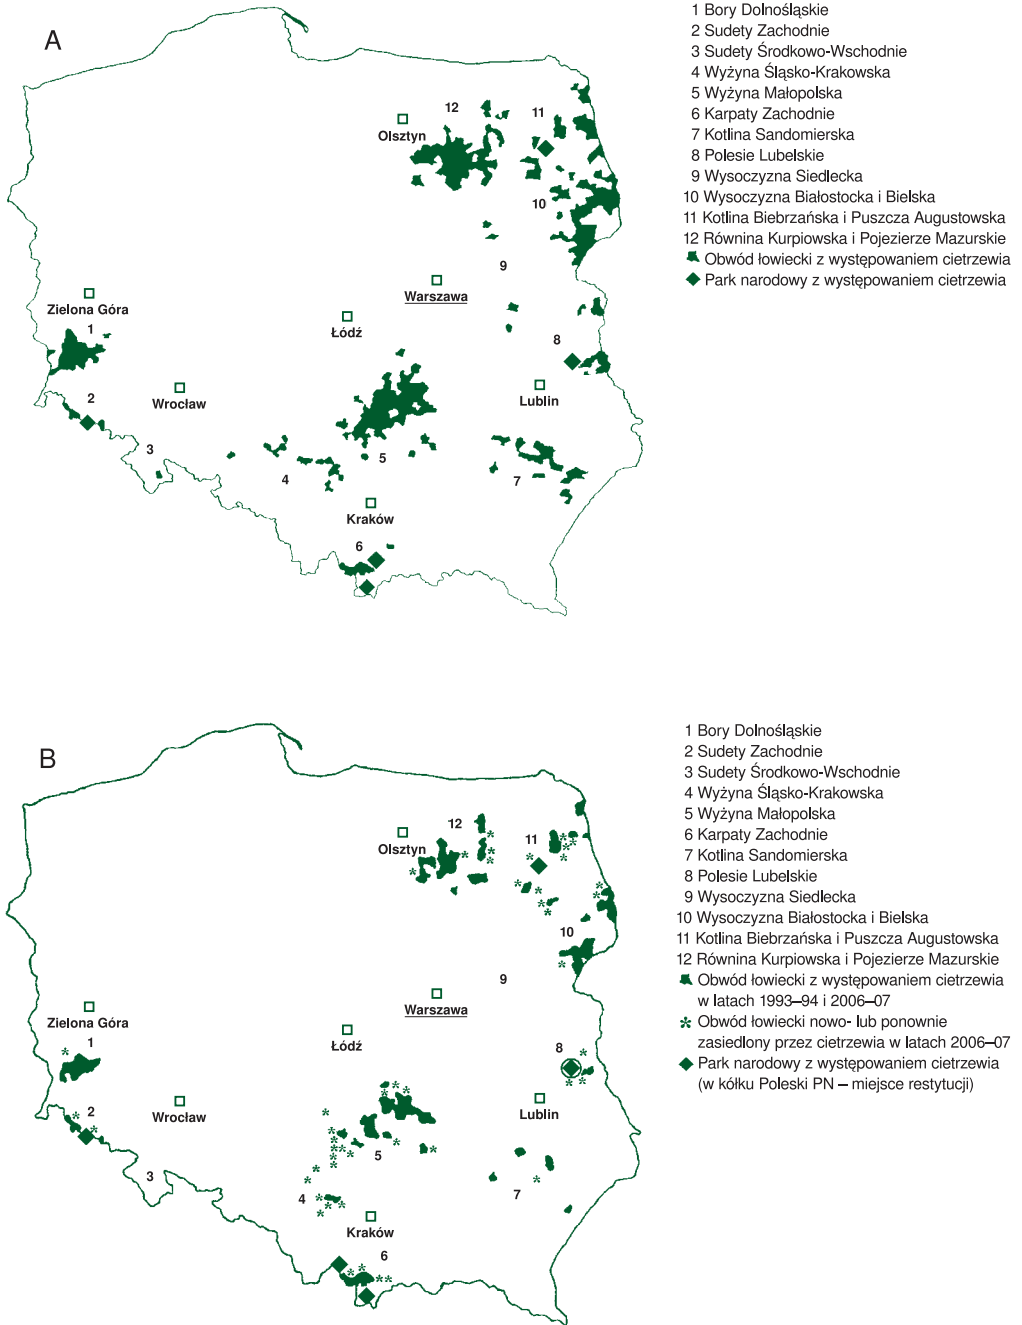 A
1 Bory Dolnośląskie
2 Sudety Zachodnie
3 Sudety Środkowo-Wschodnie
4 Wyżyna Śląsko-Krakowska
5 Wyżyna Małopolska
6 Karpaty Zachodnie
7 Kotlina Sandomierska
8 Polesie Lubelskie
9 Wysoczyzna Siedlecka
10 Wysoczyzna Białostocka i Bielska
11 Kotlina Biebrzańska i Puszcza Augustowska
12 Równina Kurpiowska i Pojezierze Mazurskie
Obwód łowiecki z występowaniem cietrzewia
Park narodowy z występowaniem cietrzewia
12
11
Olsztyn
10
9
Warszawa
Zielona Góra
1
Łódź
8
2
Wrocław
Lublin
3
5
4
7
Kraków
6
B
1 Bory Dolnośląskie
2 Sudety Zachodnie
3 Sudety Środkowo-Wschodnie
4 Wyżyna Śląsko-Krakowska
5 Wyżyna Małopolska
6 Karpaty Zachodnie
7 Kotlina Sandomierska
8 Polesie Lubelskie
9 Wysoczyzna Siedlecka
10 Wysoczyzna Białostocka i Bielska
11 Kotlina Biebrzańska i Puszcza Augustowska
12 Równina Kurpiowska i Pojezierze Mazurskie
Obwód łowiecki z występowaniem cietrzewia
w latach 1993–94 i 2006–07
Obwód łowiecki nowo- lub ponownie
zasiedlony przez cietrzewia w latach 2006–07
Park narodowy z występowaniem cietrzewia
(w kółku Poleski PN – miejsce restytucji)
12
11
Olsztyn
10
9
Warszawa
Zielona Góra
1
Łódź
8
2
Wrocław
Lublin
5
3
4
7
Kraków
6